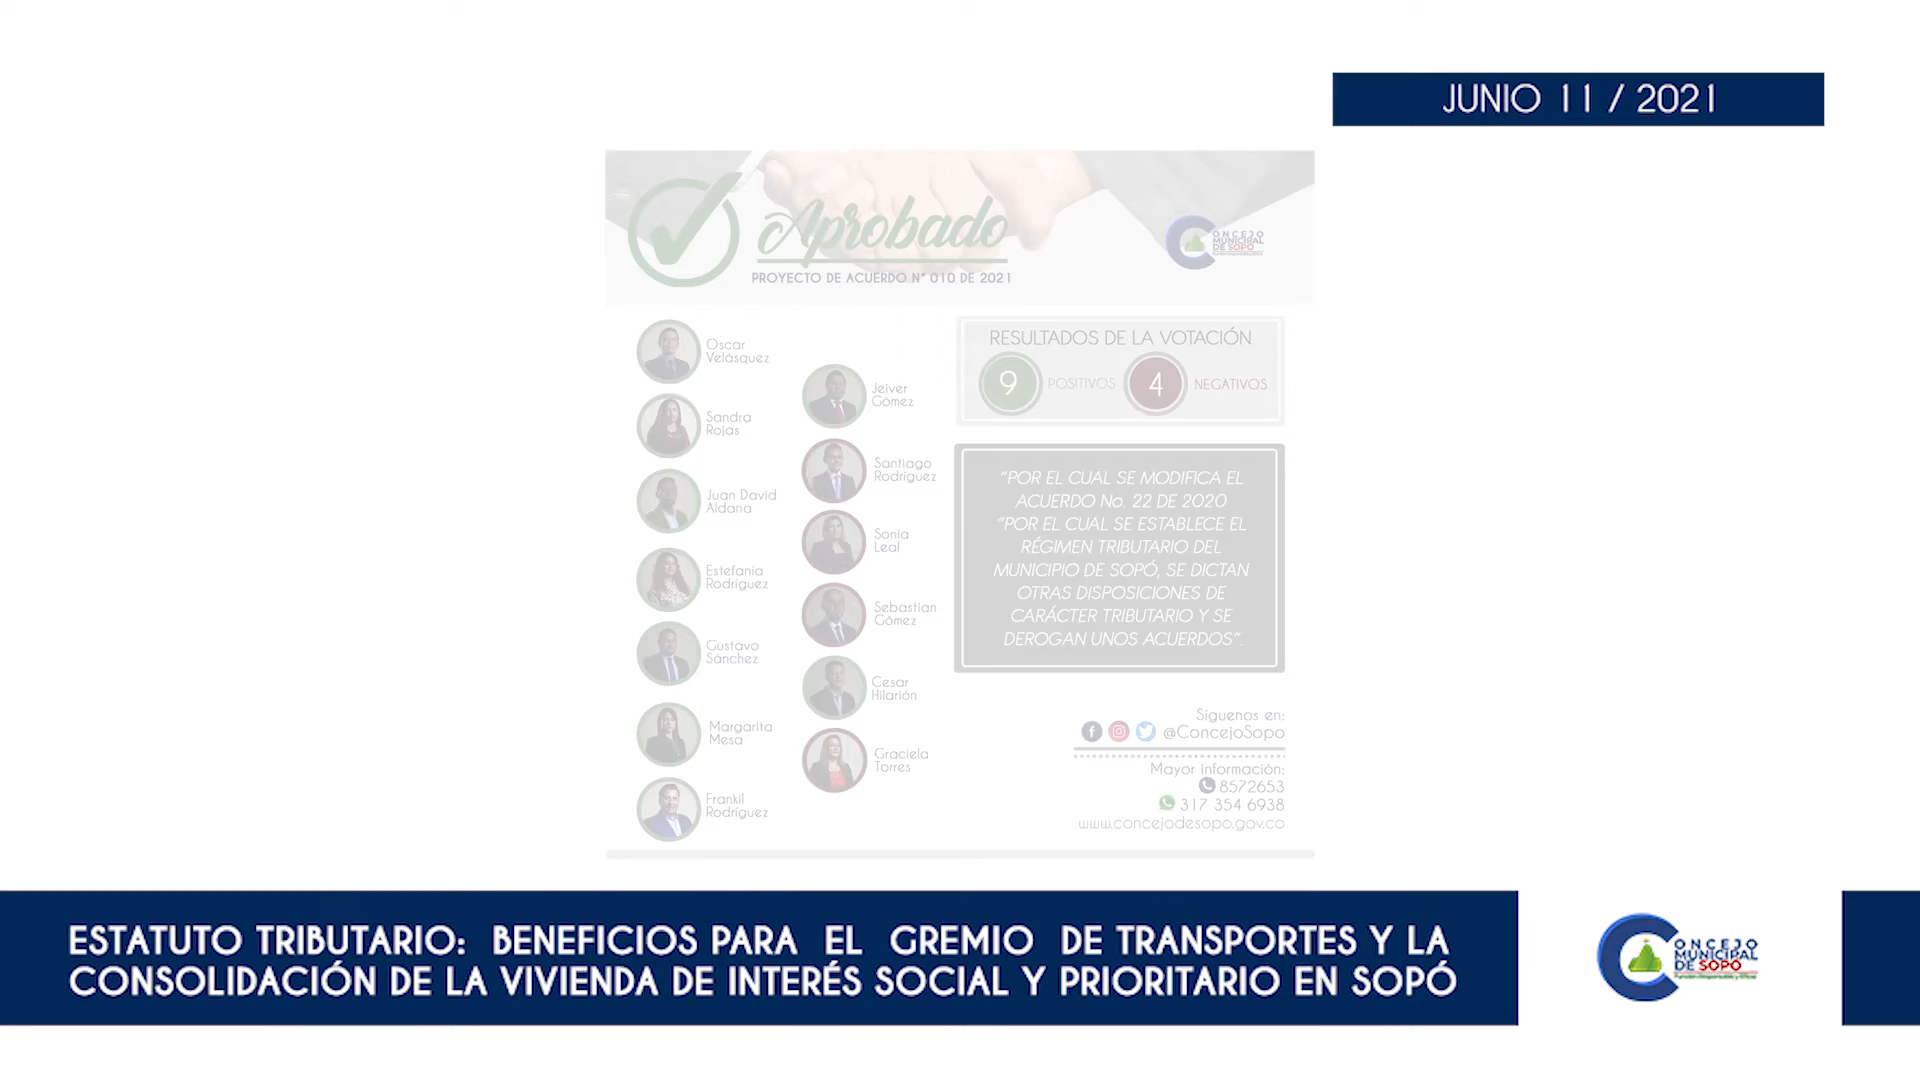 JUNIO 11 / 2021
Aprobado
PROYECTO DE ACUERDO N° 010 DE 2021
CONCEJO
MUNICIPAL
DE SOPO
Oscar
Velásquez
Sandra
Rojas
Juan David
Aldana
Estefania
Rodríguez
Gustavo
Sánchez
Margarita
Mesa
Frankil
Rodríguez
Jeiver
Gómez
Santiago
Rodríguez
Sonia
Leal
Sebastian
Gómez
Cesar
Hilarión
Graciela
Torres
RESULTADOS DE LA VOTACIÓN
9 POSITIVOS 4 NEGATIVOS
“POR EL CUAL SE MODIFICA EL
ACUERDO No. 22 DE 2020
“POR EL CUAL SE ESTABLECE EL
RÉGIMEN TRIBUTARIO DEL
MUNICIPIO DE SOPÓ, SE DICTAN
OTRAS DISPOSICIONES DE
CARÁCTER TRIBUTARIO Y SE
DEROGAN UNOS ACUERDOS”.
Síguenos en:
@ConcejoSopo
Mayor información:
8572653
317 354 6938
www.concejodesopo.gov.co
ESTATUTO TRIBUTARIO: BENEFICIOS PARA EL GREMIO DE TRANSPORTES Y LA
CONSOLIDACIÓN DE LA VIVIENDA DE INTERÉS SOCIAL Y PRIORITARIO EN SOPÓ
CONCEJO
MUNICIPAL
DE SOPO